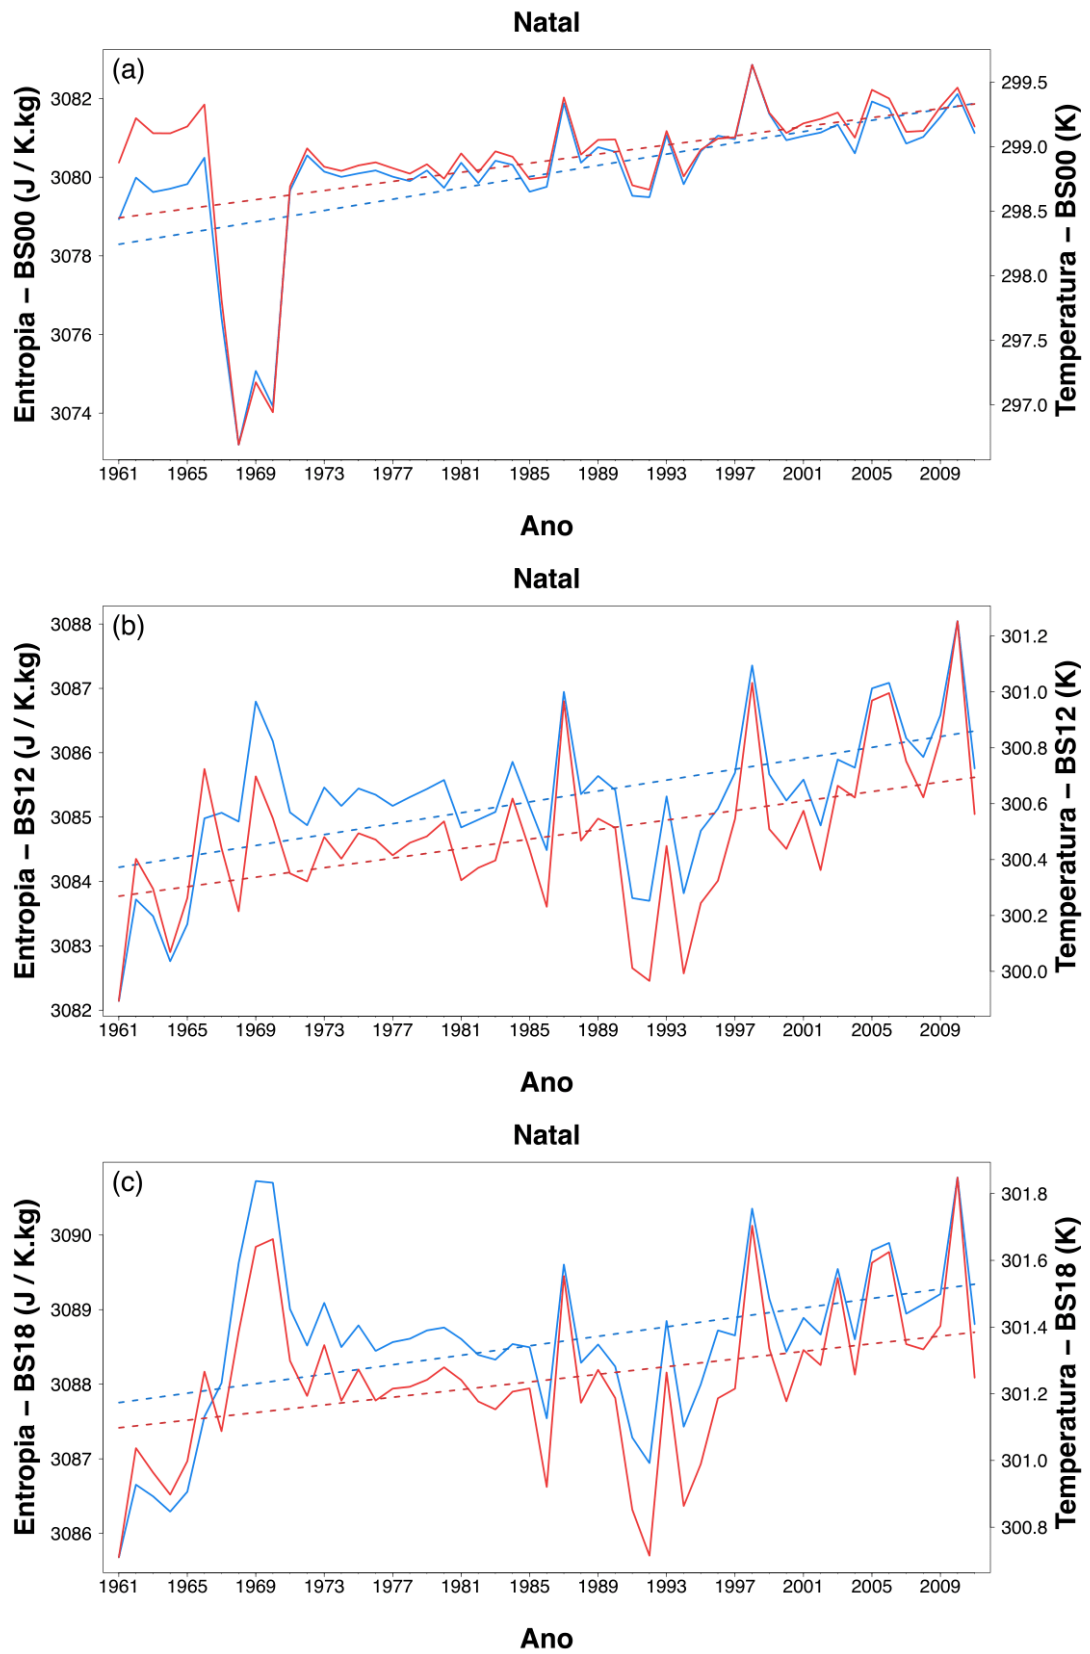 Natal
(a)
Entropia – BS00 (J / K.kg)
3082
3080
3078
3076
3074
299.5
299.0
298.5
298.0
297.5
297.0
Temperatura – BS00 (K)
1961 1965 1969 1973 1977 1981 1985 1989 1993 1997 2001 2005 2009
Ano
Natal
(b)
Entropia – BS12 (J / K.kg)
3088
3087
3086
3085
3084
3083
3082
301.2
301.0
300.8
300.6
300.4
300.2
300.0
Temperatura – BS12 (K)
1961 1965 1969 1973 1977 1981 1985 1989 1993 1997 2001 2005 2009
Ano
Natal
(c)
Entropia – BS18 (J / K.kg)
3090
3089
3088
3087
3086
301.8
301.6
301.4
301.2
301.0
300.8
Temperatura – BS18 (K)
1961 1965 1969 1973 1977 1981 1985 1989 1993 1997 2001 2005 2009
Ano